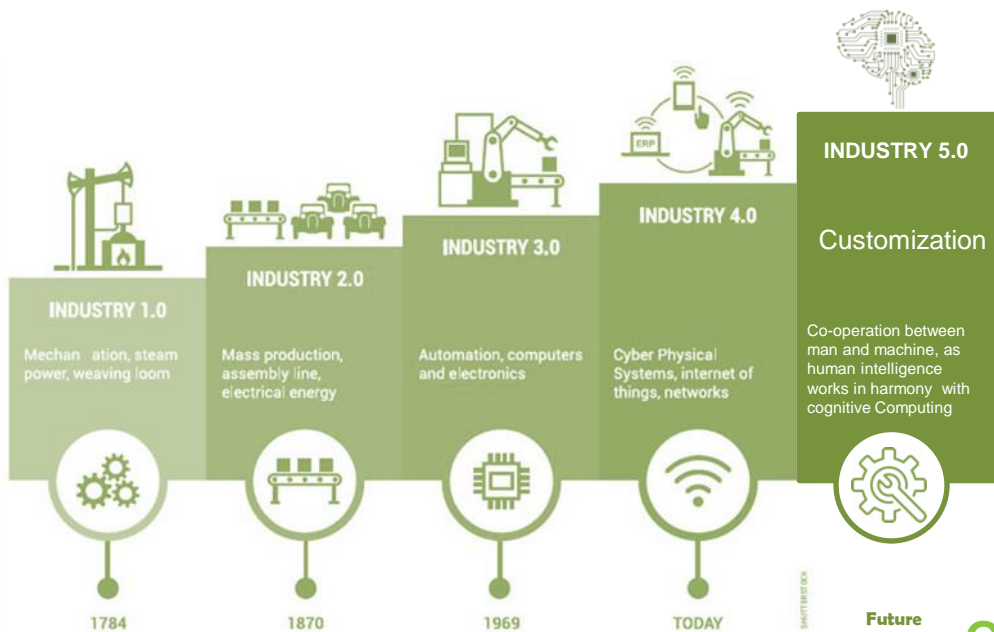 INDUSTRY 1.0
Mechan ation, steam
power, weaving loom
1784
INDUSTRY 2.0
Mass production,
assembly line,
electrical energy
1870
INDUSTRY 3.0
Automation, computers
and electronics
1969
ERP
INDUSTRY 4.0
Cyber Physical
Systems, internet of
things, networks
TODAY
SHUTTERSTOCK
INDUSTRY 5.0
Customization
Co-operation between
man and machine, as
human intelligence
works in harmony with
cognitive Computing
Future